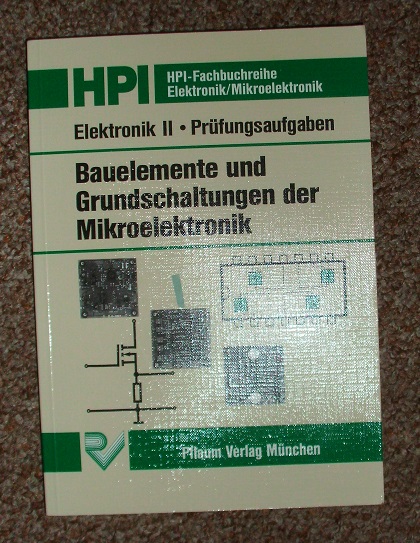 HPI
HPI-Fachbuchreihe
Elektronik/Mikroelektronik
Elektronik II • Prüfungsaufgaben
Bauelemente und
Grundschaltungen der
Mikroelektronik
Pflaum Verlag München